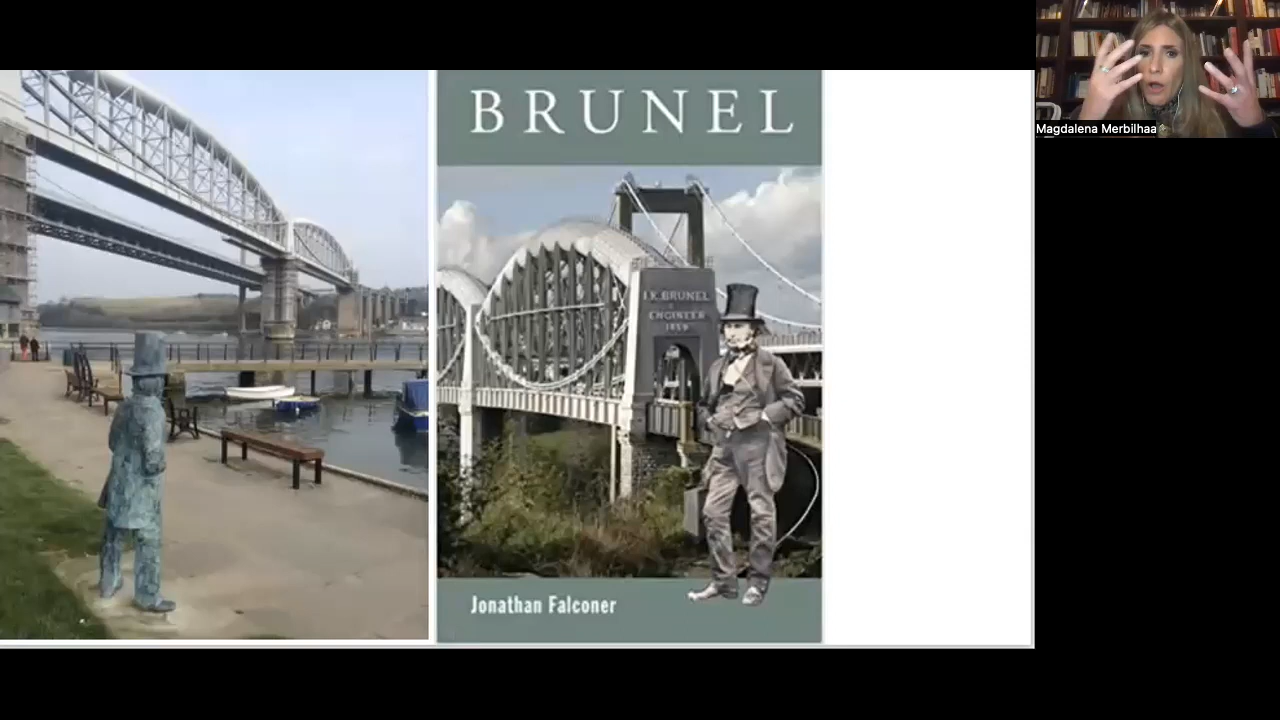 BRUNEL
I.K.BRUNEL
ENGINEER
1859
Jonathan Falconer
Magdalena Merbilhaa